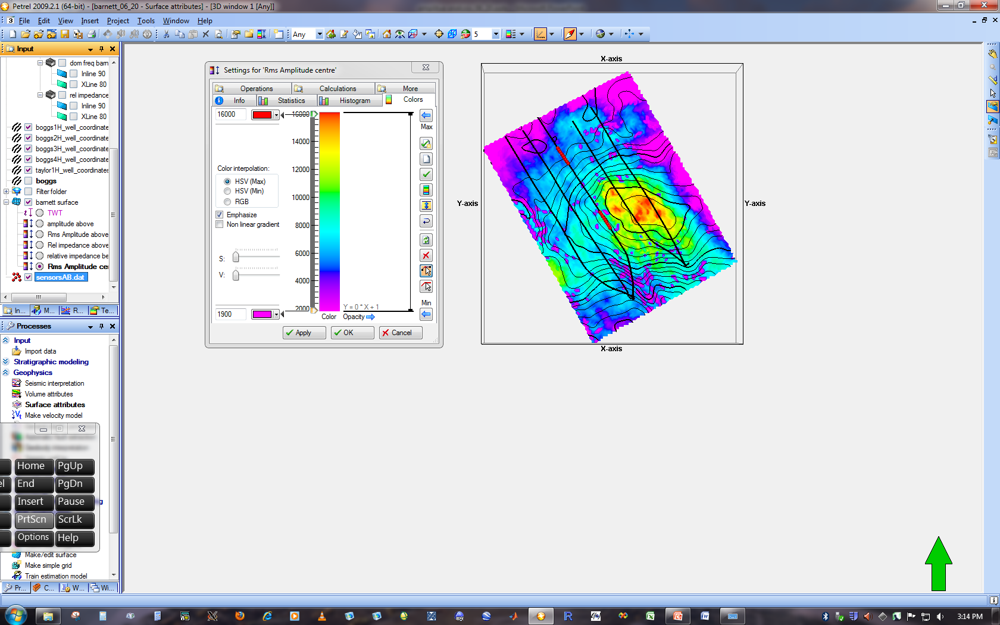 Petrel 2009.2.1 (64-bit) - [barnett_06_20 - Surface attributes] - [3D window 1 [Any]]
File Edit View Insert Project Tools Window Help
Any 5
Input
dom freq barn
Inline 90
XLine 80
rel impedance
Inline 90
XLine 80
boggs1H_well_coordinate
boggs2H_well_coordinate
boggs3H_well_coordinate
boggs4H_well_coordinate
taylor1H_well_coordinates
boggs
Filter folder
barnett surface
TWT
amplitude above
Rms Amplitude above
Rel impedance above
relative impedance be
Rms Amplitude cer
sensorsAB.dat
In... M... R... Te...
Processes
Input
Import data
Stratigraphic modeling
Geophysics
Seismic interpretation
Volume attributes
Surface attributes
Make velocity model
Home PgUp
End PgDn
Insert Pause
PrtScn ScrLk
Options Help
Make/edit surface
Make simple grid
Train estimation model
Pr... C... W... Wi...
Settings for 'Rms Amplitude centre'
Operations Calculations More
Info Statistics Histogram Colors
16000
16000
14000
12000
10000
8000
6000
4000
2000
Max
Color interpolation:
HSV (Max)
HSV (Min)
RGB
Emphasize
Non linear gradient
S:
V:
Min
1900
Y = 0 * X + 1
Color Opacity
Apply OK Cancel
X-axis
Y-axis
Y-axis
X-axis
3:14 PM